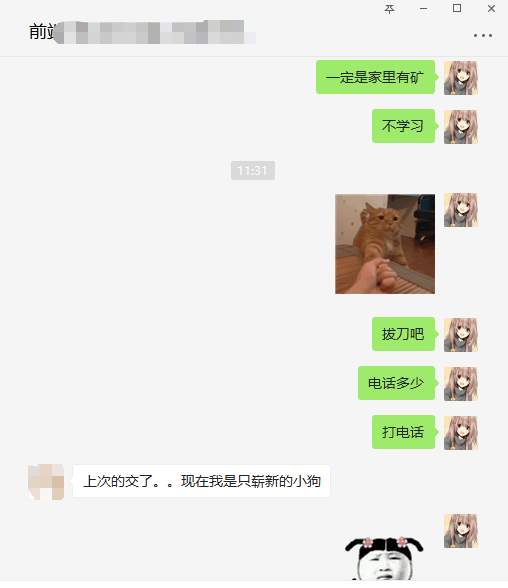 前端
一定是家里有矿
不学习
11:31
拔刀吧
电话多少
打电话
上次的交了。。现在我是只崭新的小狗